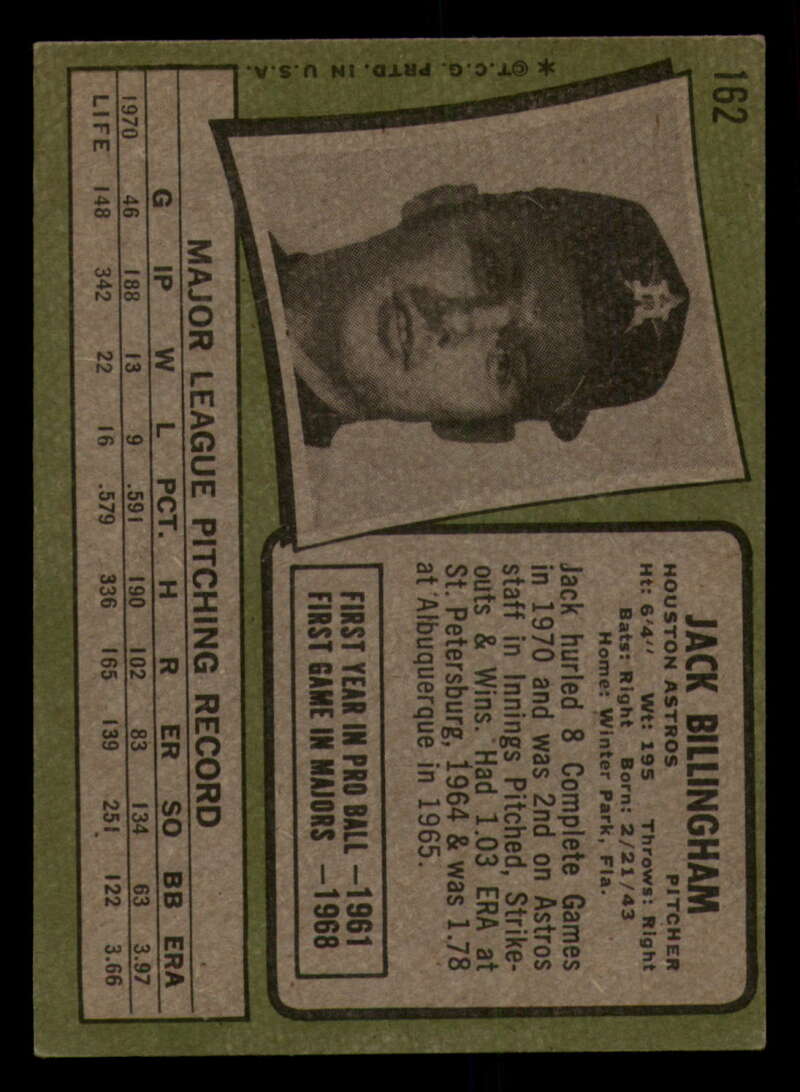 162
* ©T.C.G. PRTD. IN U.S.A.
JACK BILLINGHAM
HOUSTON ASTROS PITCHER
Ht: 6'4" Wt: 195 Throws: Right
Bats: Right Born: 2/21/43
Home: Winter Park, Fla.
Jack hurled 8 Complete Games
in 1970 and was 2nd on Astros
staff in Innings Pitched, Strike-
outs & Wins. Had 1.03 ERA at
St. Petersburg, 1964 & was 1.78
at Albuquerque in 1965.
FIRST YEAR IN PRO BALL —1961
FIRST GAME IN MAJORS —1968
MAJOR LEAGUE PITCHING RECORD
G IP W L PCT. H R ER SO BB ERA
1970 46 188 13 9 .591 190 102 83 134 63 3.97
LIFE 148 342 22 16 .579 336 165 139 251 122 3.66